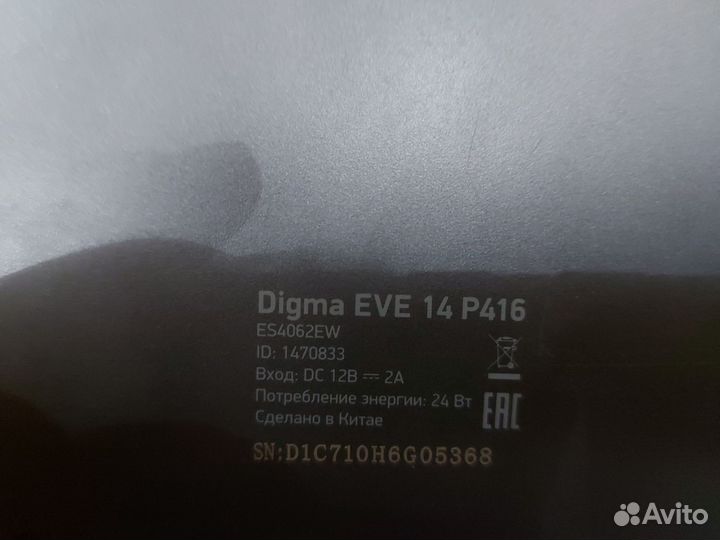 Digma EVE 14 P416
ES4062EW
ID: 1470833
Вход: DC 12В ⎓ 2А
Потребление энергии: 24 Вт
Сделано в Китае
EAC
SN:D1C710H6G05368
Avito